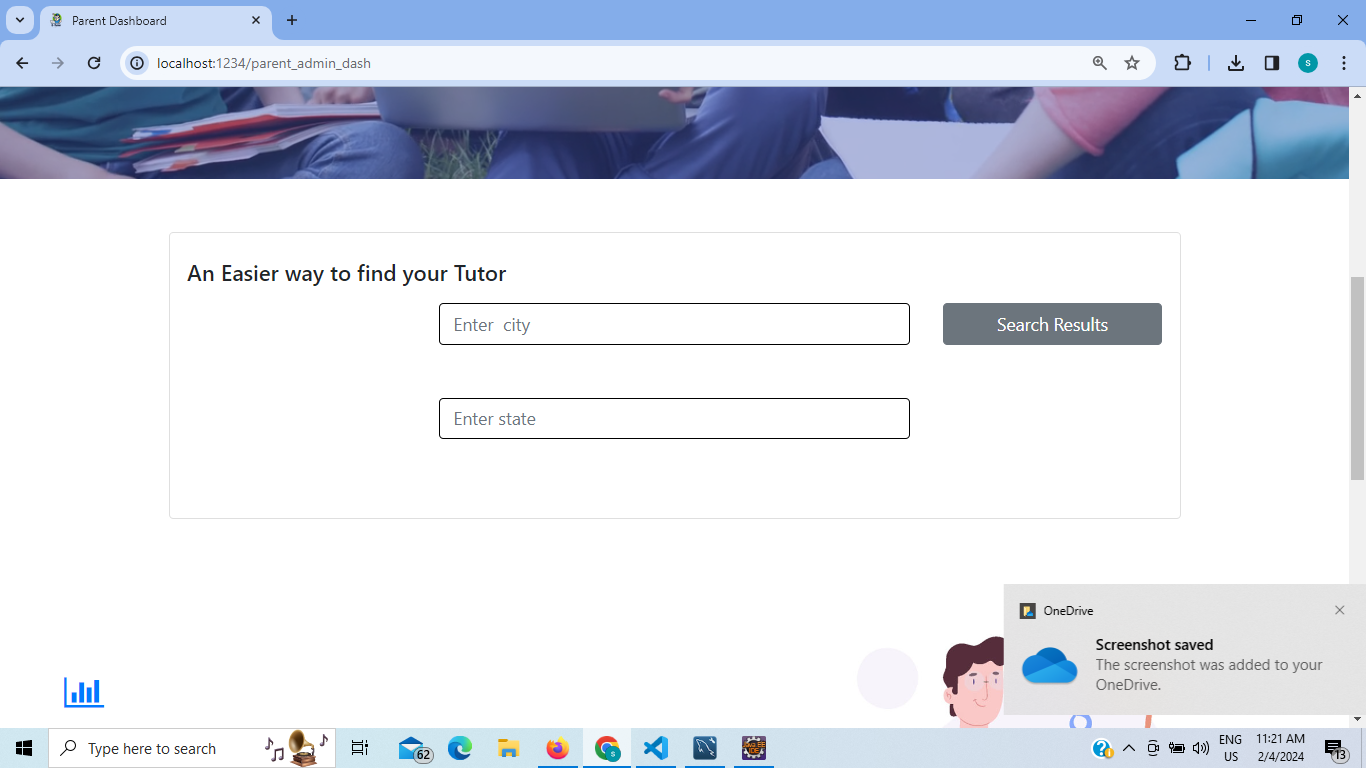 Parent Dashboard
localhost:1234/parent_admin_dash
S
An Easier way to find your Tutor
Enter  city
Search Results
Enter state
OneDrive
Screenshot saved
The screenshot was added to your
OneDrive.
Type here to search
62
S
ENG
US
11:21 AM
2/4/2024
13